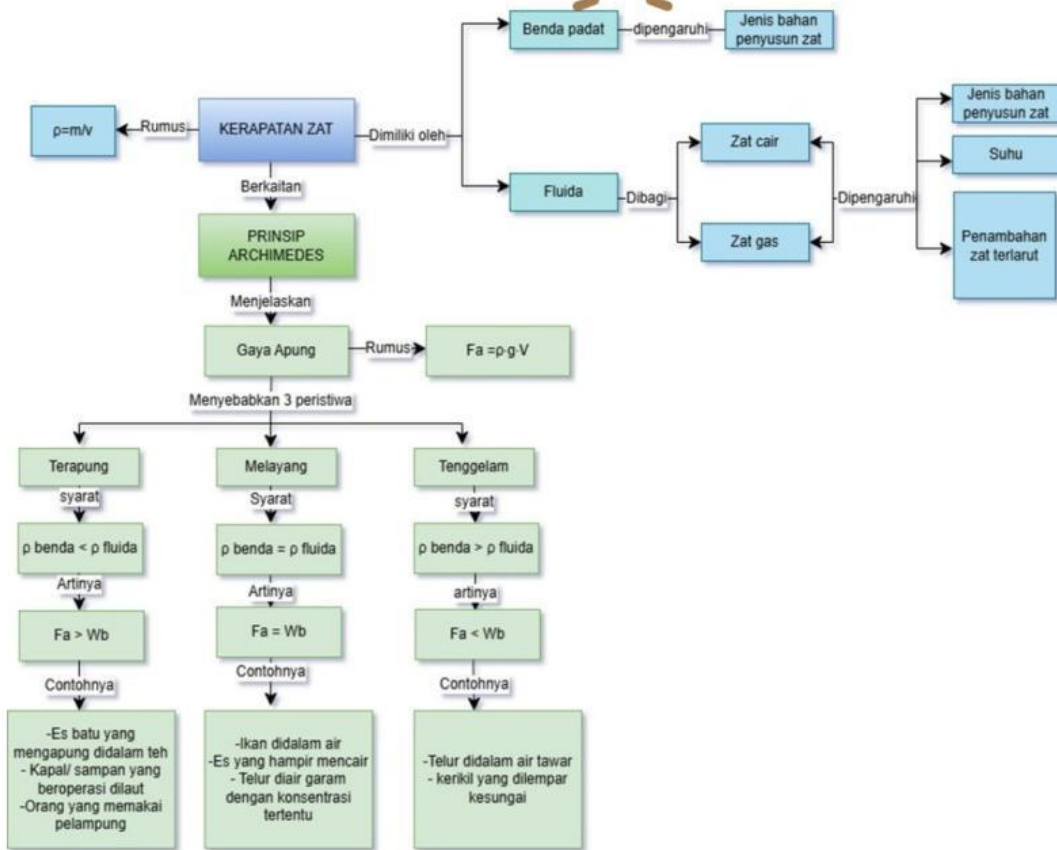 Benda padat
dipengaruhi
Jenis bahan
penyusun zat
ρ=m/v
Rumus
KERAPATAN ZAT
Dimiliki oleh
Jenis bahan
penyusun zat
Zat cair
Suhu
Berkaitan
Fluida
Dibagi
Dipengaruhi
PRINSIP
ARCHIMEDES
Zat gas
Penambahan
zat terlarut
Menjelaskan
Gaya Apung
Rumus
Fa =ρ·g·V
Menyebabkan 3 peristiwa
Terapung
Melayang
Tenggelam
syarat
Syarat
syarat
ρ benda < ρ fluida
ρ benda = ρ fluida
ρ benda > ρ fluida
Artinya
Artinya
artinya
Fa > Wb
Fa = Wb
Fa < Wb
Contohnya
Contohnya
Contohnya
-Es batu yang
mengapung didalam teh
- Kapal/ sampan yang
beroperasi dilaut
-Orang yang memakai
pelampung
-Ikan didalam air
-Es yang hampir mencair
- Telur diair garam
dengan konsentrasi
tertentu
-Telur didalam air tawar
- kerikil yang dilempar
kesungai